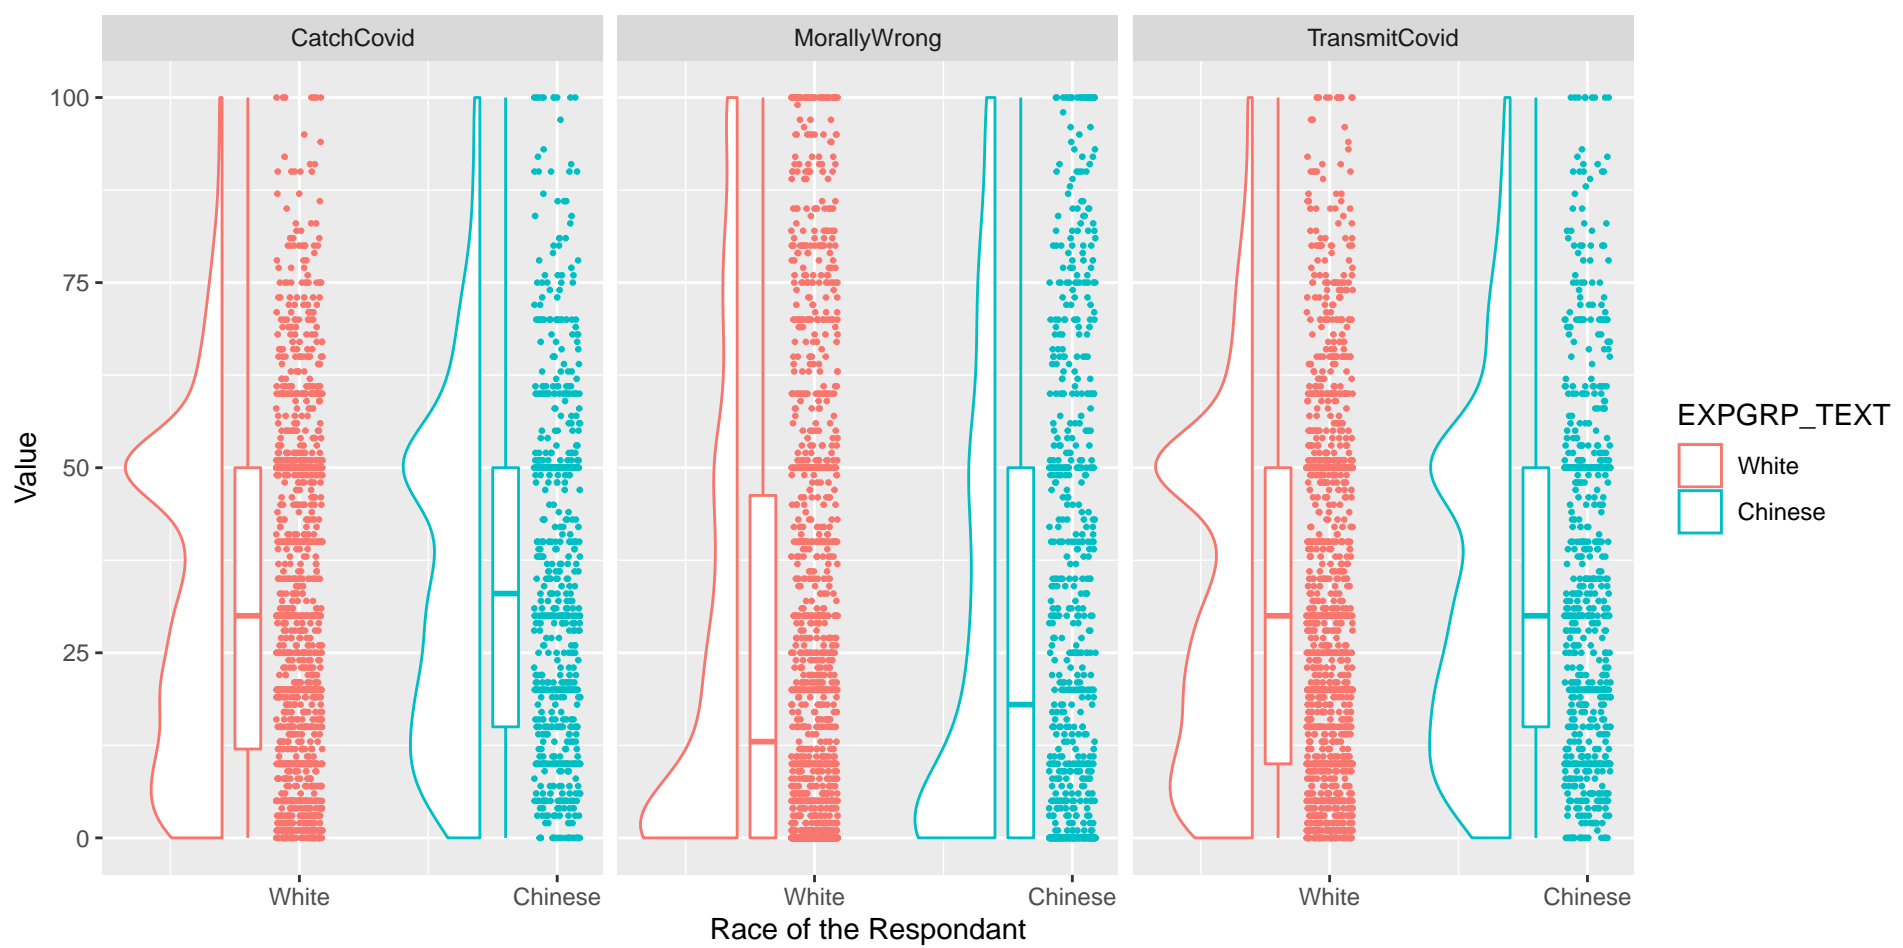 CatchCovid MorallyWrong TransmitCovid
100
75
50
25
0
Value
White Chinese White Chinese White Chinese
Race of the Respondant
EXPGRP_TEXT
White
Chinese